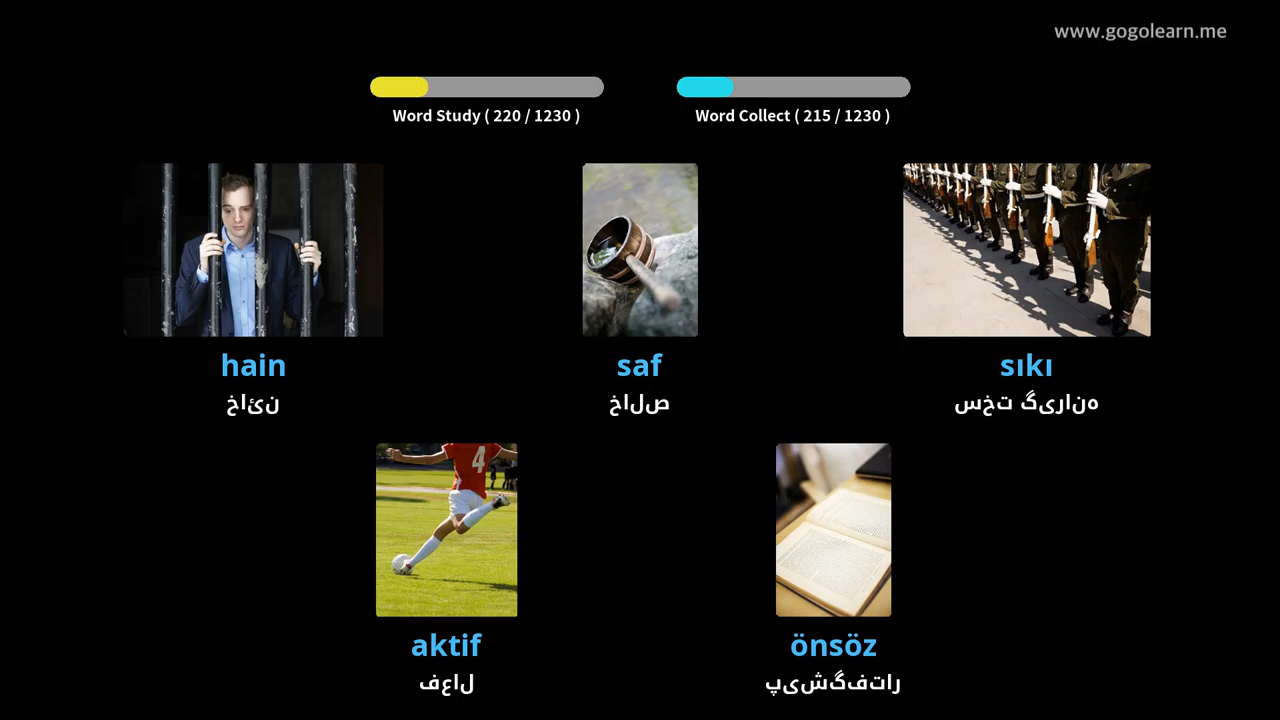 www.gogolearn.me
Word Study ( 220 / 1230 )
Word Collect ( 215 / 1230 )
hain
saf
sıkı
خائن
خالص
سخت گیرانه
aktif
önsöz
فعال
پیشگفتار